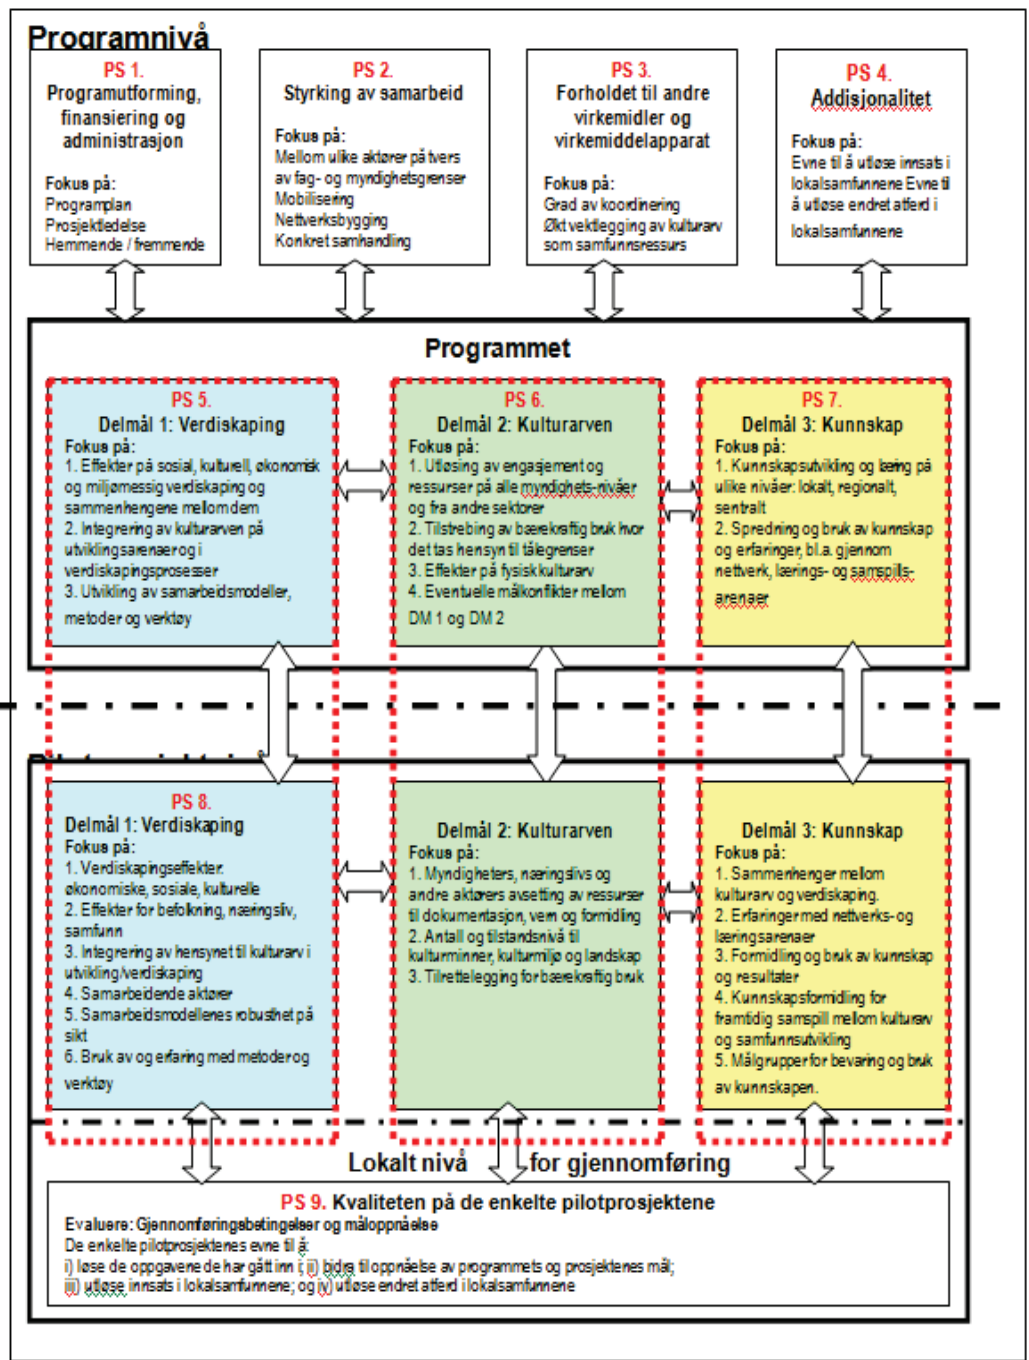 Programnivå
PS 1.
Programutforming,
finansiering og
administrasjon
Fokus på:
Programplan
Prosjektledelse
Hemmende / fremmende
PS 2.
Styrking av samarbeid
Fokus på:
Mellom ulike aktører på tvers
av fag- og myndighetsgrenser
Mobilisering
Nettverksbygging
Konkret samhandling
PS 3.
Forholdet til andre
virkemidler og
virkemiddelapparat
Fokus på:
Grad av koordinering
Økt vektlegging av kulturarv
som samfunnsressurs
PS 4.
Addisjonalitet
Fokus på:
Evne til å utløse innsats i
lokalsamfunnene Evne til
å utløse endret atferd i
lokalsamfunnene
Programmet
PS 5.
Delmål 1: Verdiskaping
Fokus på:
1. Effekter på sosial, kulturell, økonomisk
og miljømessig verdiskaping og
sammenhengene mellom dem
2. Integrering av kulturarven på
utviklingsarenaer og i
verdiskapingsprosesser
3. Utvikling av samarbeidsmodeller,
metoder og verktøy
PS 6.
Delmål 2: Kulturarven
Fokus på:
1. Utløsing av engasjement og
ressurser på alle myndighets-nivåer
og fra andre sektorer
2. Tilstrebing av bærekraftig bruk hvor
det tas hensyn til tålegrenser
3. Effekter på fysisk kulturarv
4. Eventuelle målkonflikter mellom
DM 1 og DM 2
PS 7.
Delmål 3: Kunnskap
Fokus på:
1. Kunnskapsutvikling og læring på
ulike nivåer: lokalt, regionalt,
sentralt
2. Spredning og bruk av kunnskap
og erfaringer, bl.a. gjennom
nettverk, lærings- og samspills-
arenaer
PS 8.
Delmål 1: Verdiskaping
Fokus på:
1. Verdiskapingseffekter:
økonomiske, sosiale, kulturelle
2. Effekter for befolkning, næringsliv,
samfunn
3. Integrering av hensynet til kulturarv i
utvikling/verdiskaping
4. Samarbeidende aktører
5. Samarbeidsmodellenes robusthet på
sikt
6. Bruk av og erfaring med metoder og
verktøy
Delmål 2: Kulturarven
Fokus på:
1. Myndigheters, næringslivs og
andre aktørers avsetting av ressurser
til dokumentasjon, vern og formidling
2. Antall og tilstandsnivå til
kulturminner, kulturmiljø og landskap
3. Tilrettelegging for bærekraftig bruk
Delmål 3: Kunnskap
Fokus på:
1. Sammenhenger mellom
kulturarv og verdiskaping.
2. Erfaringer med nettverks- og
læringsarenaer
3. Formidling og bruk av kunnskap
og resultater
4. Kunnskapsformidling for
framtidig samspill mellom kulturarv
og samfunnsutvikling
5. Målgrupper for bevaring og bruk
av kunnskapen.
Lokalt nivå for gjennomføring
PS 9. Kvaliteten på de enkelte pilotprosjektene
Evaluere: Gjennomføringsbetingelser og måloppnåelse
De enkelte pilotprosjektenes evne til å:
i) løse de oppgavene de har gått inn i; ii) bidra til oppnåelse av programmets og prosjektenes mål;
iii) utløse innsats i lokalsamfunnene; og iv) utløse endret atferd i lokalsamfunnene